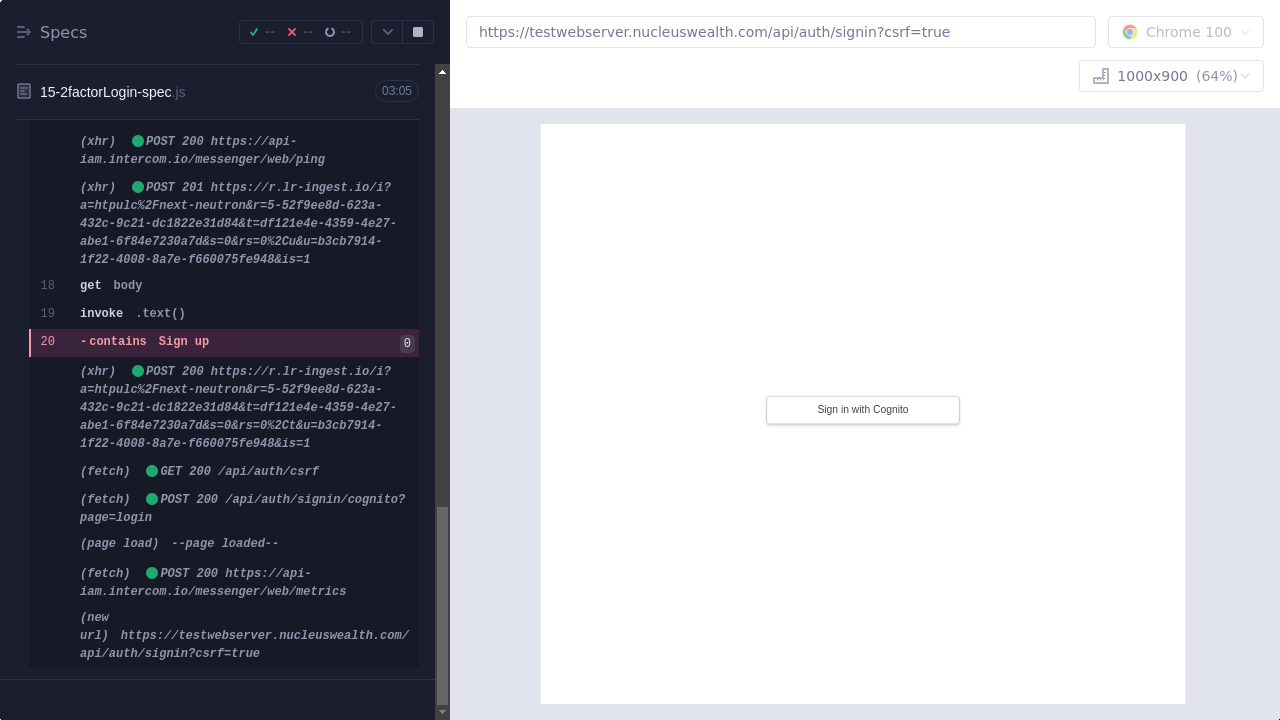 Specs
--
--
--
https://testwebserver.nucleuswealth.com/api/auth/signin?csrf=true
Chrome 100
1000x900 (64%)
15-2factorLogin-spec.js
03:05
(xhr) POST 200 https://api-
iam.intercom.io/messenger/web/ping
(xhr) POST 201 https://r.lr-ingest.io/i?
a=htpulc%2Fnext-neutron&r=5-52f9ee8d-623a-
432c-9c21-dc1822e31d84&t=df121e4e-4359-4e27-
abe1-6f84e7230a7d&s=0&rs=0%2Cu&u=b3cb7914-
1f22-4008-8a7e-f660075fe948&is=1
18 get body
19 invoke .text()
20 -contains Sign up 0
(xhr) POST 200 https://r.lr-ingest.io/i?
a=htpulc%2Fnext-neutron&r=5-52f9ee8d-623a-
432c-9c21-dc1822e31d84&t=df121e4e-4359-4e27-
abe1-6f84e7230a7d&s=0&rs=0%2Ct&u=b3cb7914-
1f22-4008-8a7e-f660075fe948&is=1
(fetch) GET 200 /api/auth/csrf
(fetch) POST 200 /api/auth/signin/cognito?
page=login
(page load) --page loaded--
(fetch) POST 200 https://api-
iam.intercom.io/messenger/web/metrics
(new
url) https://testwebserver.nucleuswealth.com/
api/auth/signin?csrf=true
Sign in with Cognito